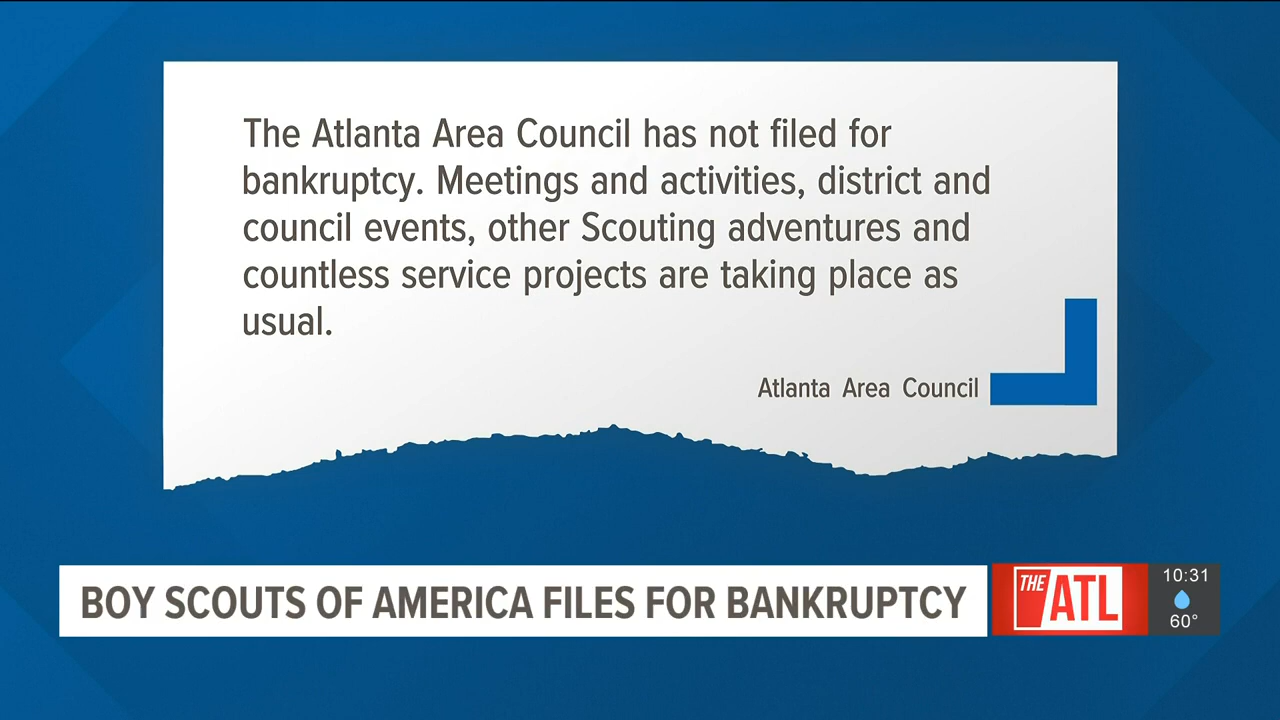 The Atlanta Area Council has not filed for
bankruptcy. Meetings and activities, district and
council events, other Scouting adventures and
countless service projects are taking place as
usual.
Atlanta Area Council
BOY SCOUTS OF AMERICA FILES FOR BANKRUPTCY
THE ATL
10:31
60°